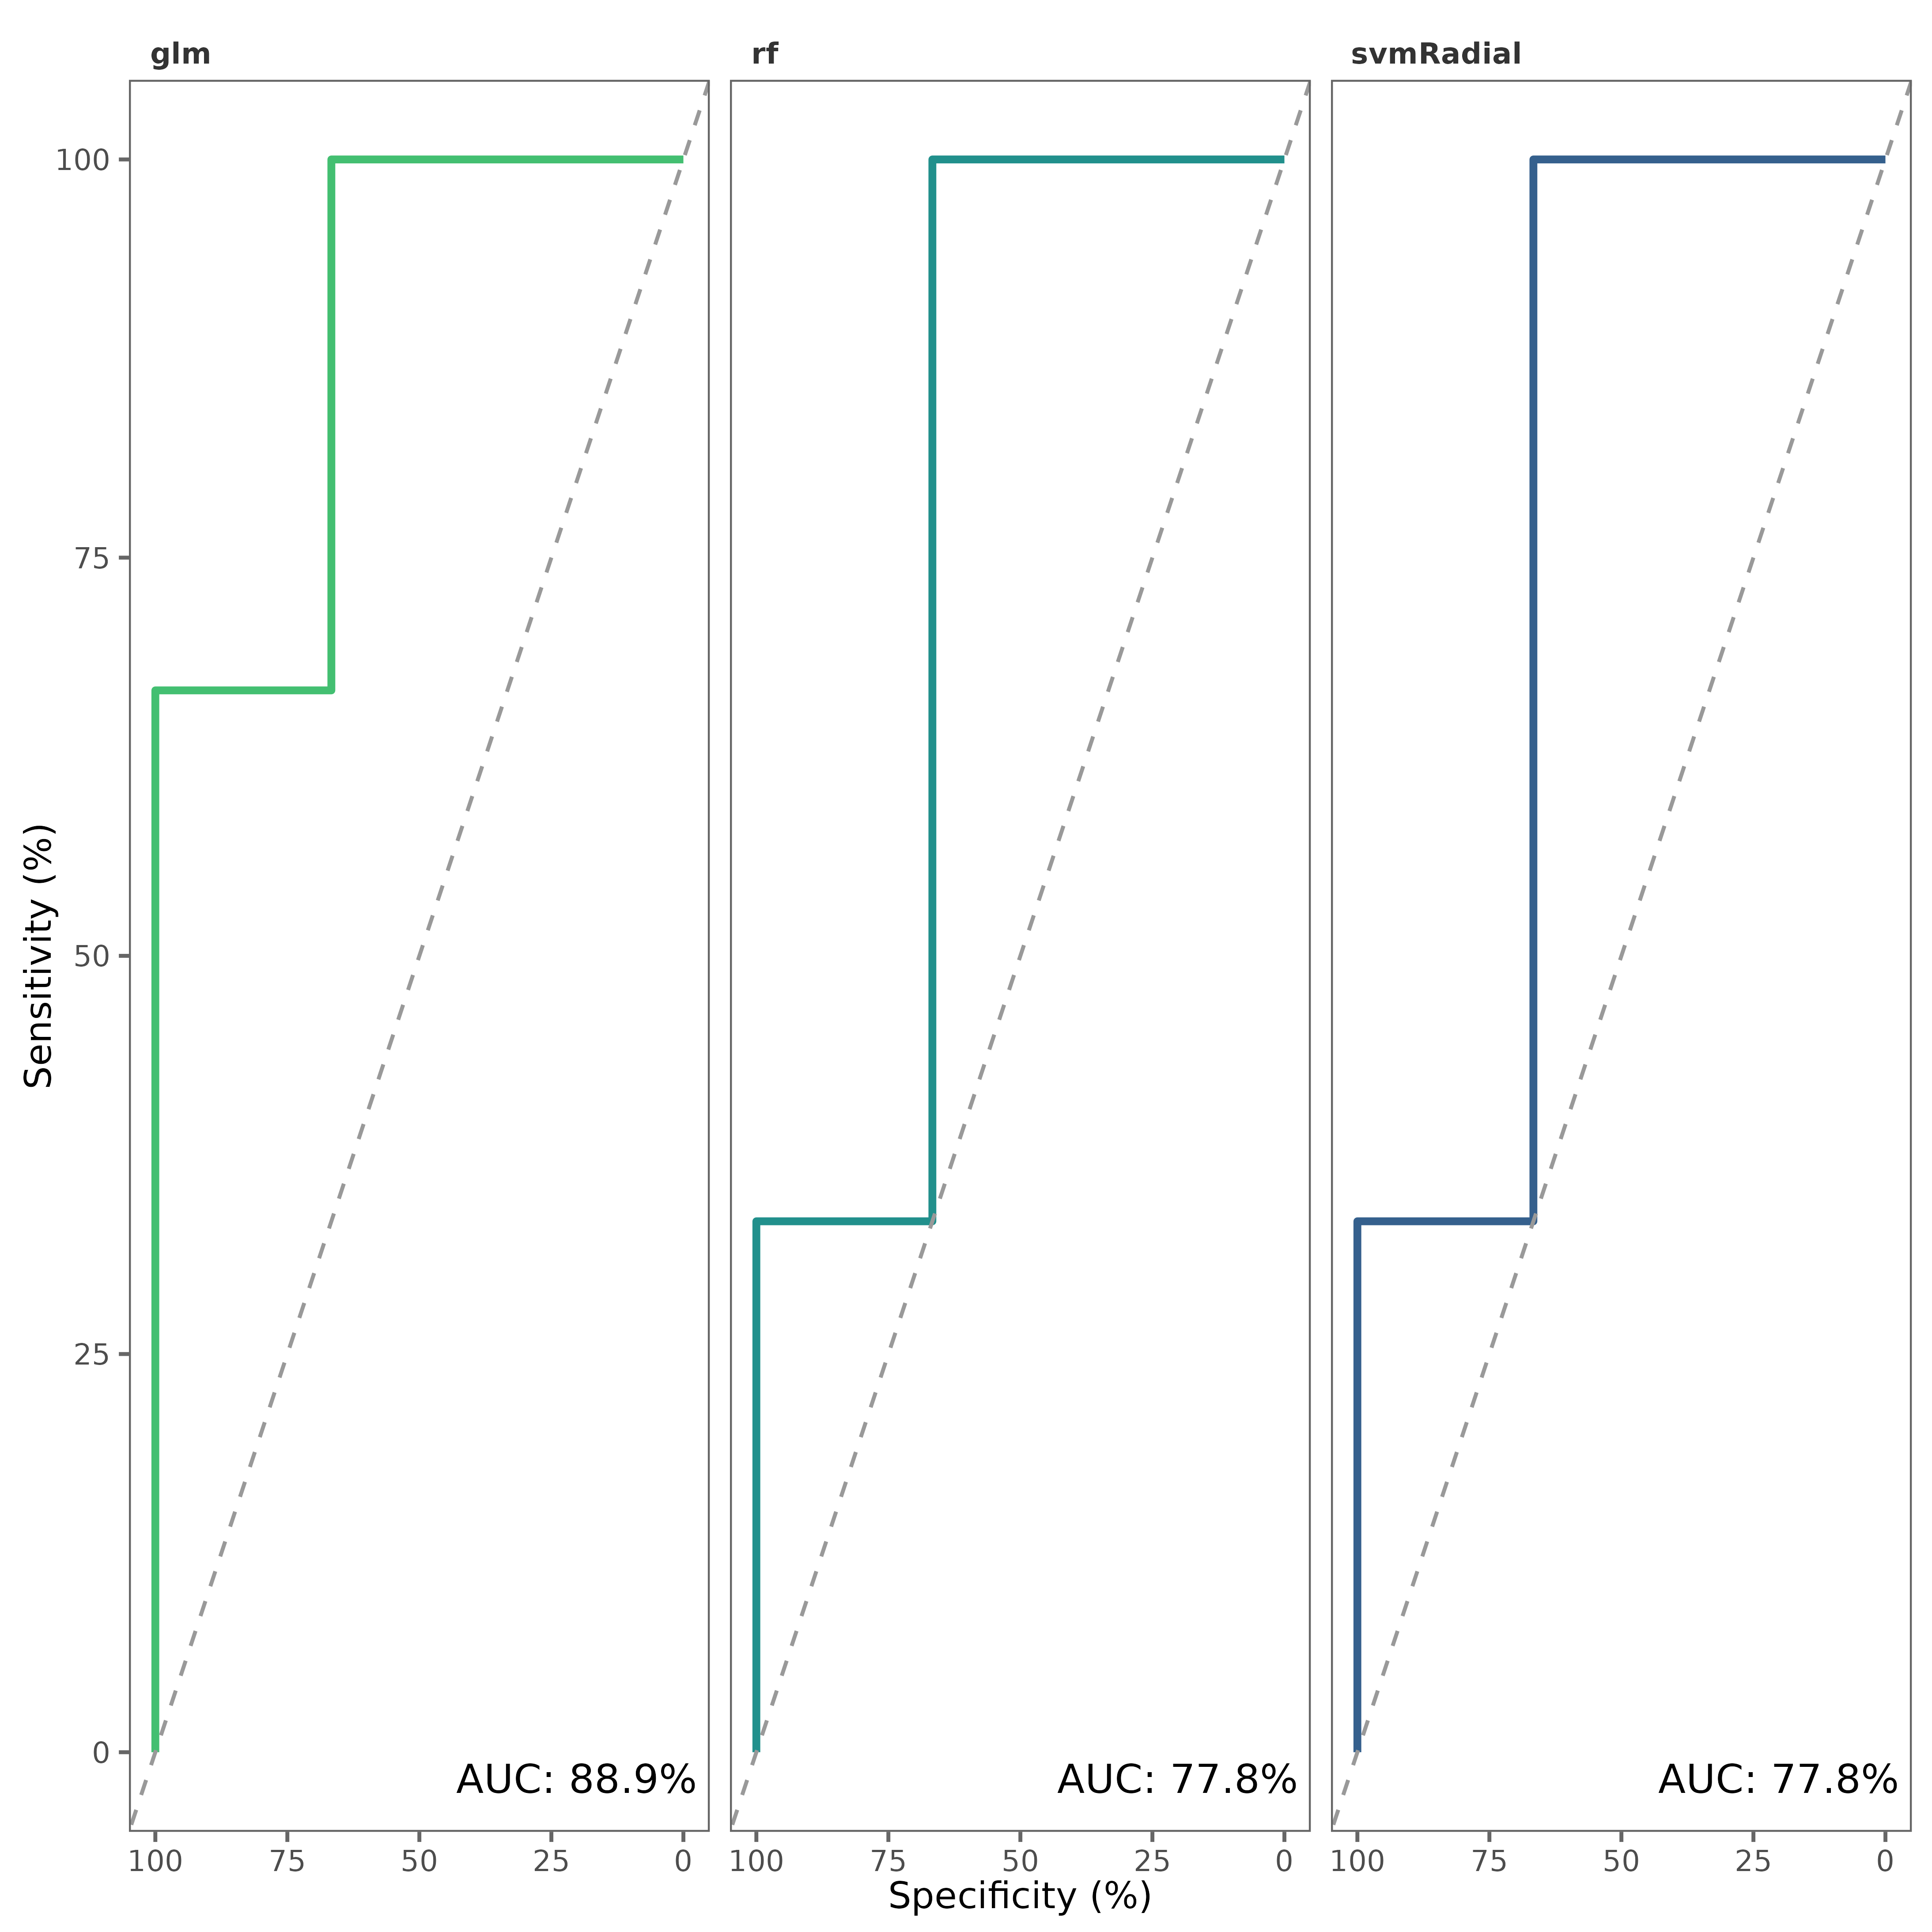 glm
rf
svmRadial
Sensitivity (%)
100
75
50
25
0
AUC: 88.9%
AUC: 77.8%
AUC: 77.8%
100 75 50 25 0
100 75 50 25 0
100 75 50 25 0
Specificity (%)